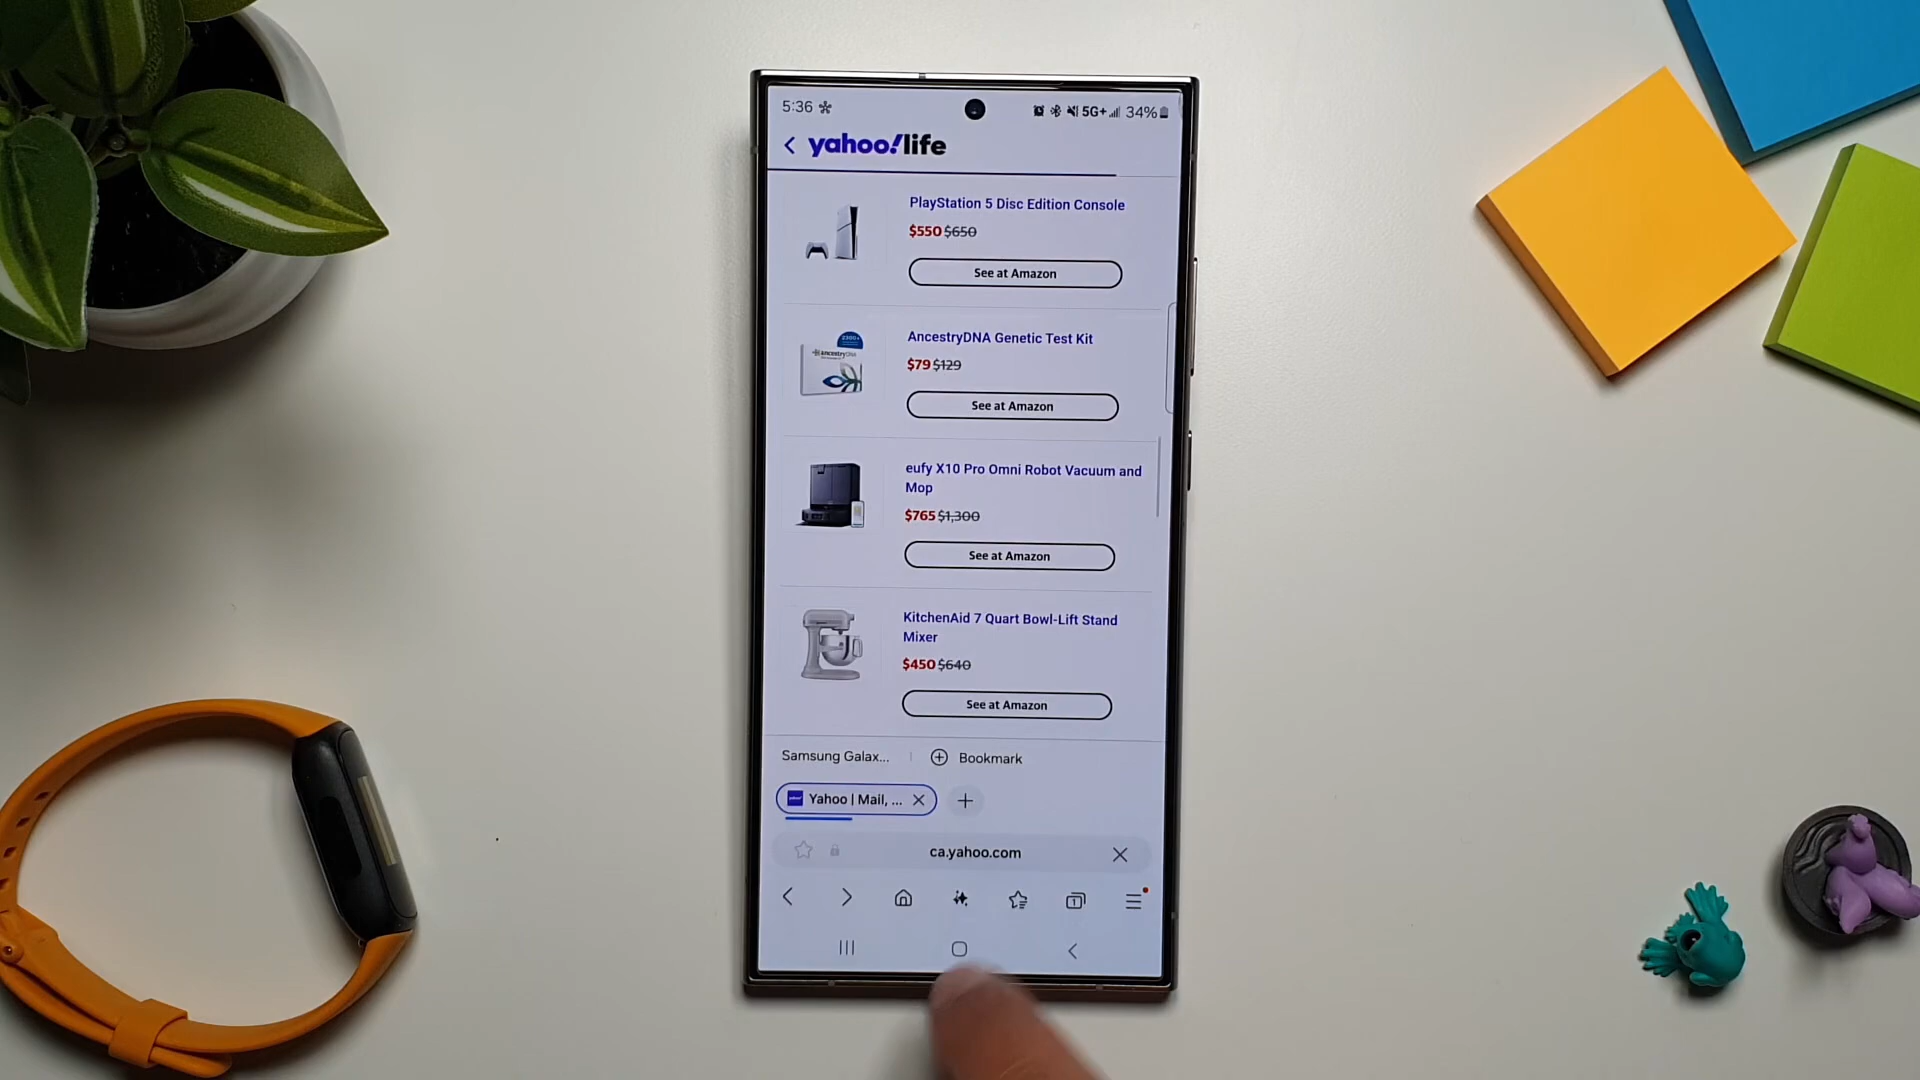 5:36
5G+ 34%
yahoo!life
PlayStation 5 Disc Edition Console
$550 $650
See at Amazon
AncestryDNA Genetic Test Kit
$79 $129
See at Amazon
eufy X10 Pro Omni Robot Vacuum and
Mop
$765 $1,300
See at Amazon
KitchenAid 7 Quart Bowl-Lift Stand
Mixer
$450 $640
See at Amazon
Samsung Galax... Bookmark
Yahoo | Mail, ...
ca.yahoo.com
1